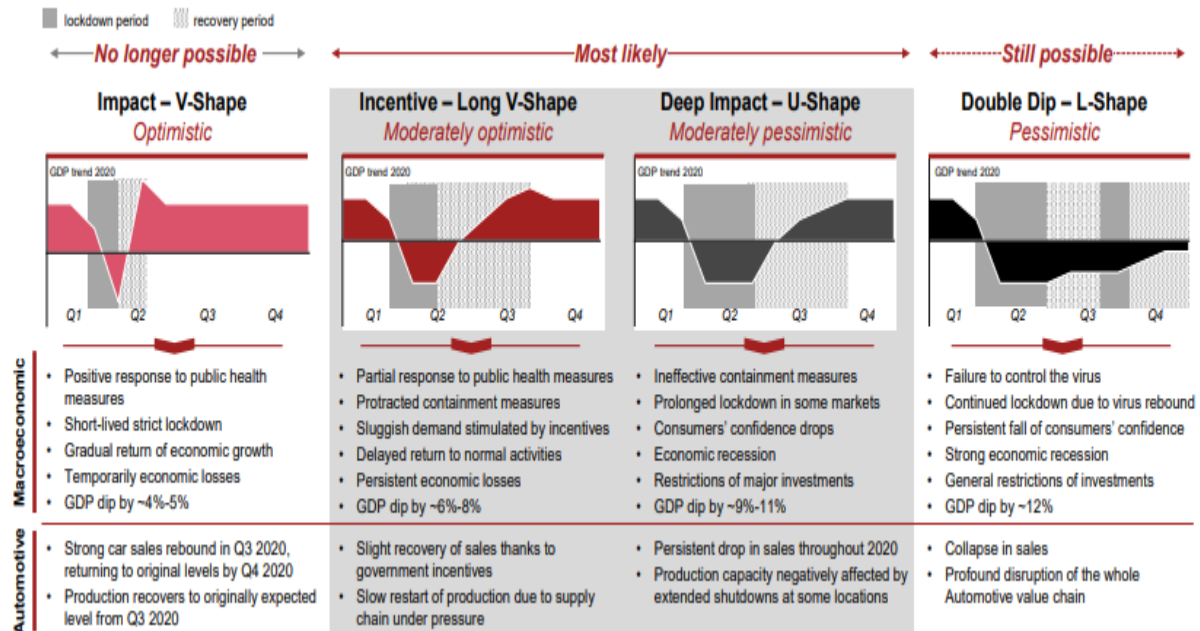 lockdown period
recovery period
No longer possible
Most likely
Still possible
Impact – V-Shape
Optimistic
GDP trend 2020
Q1 Q2 Q3 Q4
Incentive – Long V-Shape
Moderately optimistic
GDP trend 2020
Q1 Q2 Q3 Q4
Deep Impact – U-Shape
Moderately pessimistic
GDP trend 2020
Q1 Q2 Q3 Q4
Double Dip – L-Shape
Pessimistic
GDP trend 2020
Q1 Q2 Q3 Q4
Macroeconomic
• Positive response to public health
measures
• Short-lived strict lockdown
• Gradual return of economic growth
• Temporarily economic losses
• GDP dip by ~4%-5%
• Partial response to public health measures
• Protracted containment measures
• Sluggish demand stimulated by incentives
• Delayed return to normal activities
• Persistent economic losses
• GDP dip by ~6%-8%
• Ineffective containment measures
• Prolonged lockdown in some markets
• Consumers' confidence drops
• Economic recession
• Restrictions of major investments
• GDP dip by ~9%-11%
• Failure to control the virus
• Continued lockdown due to virus rebound
• Persistent fall of consumers' confidence
• Strong economic recession
• General restrictions of investments
• GDP dip by ~12%
Automotive
• Strong car sales rebound in Q3 2020,
returning to original levels by Q4 2020
• Production recovers to originally expected
level from Q3 2020
• Slight recovery of sales thanks to
government incentives
• Slow restart of production due to supply
chain under pressure
• Persistent drop in sales throughout 2020
• Production capacity negatively affected by
extended shutdowns at some locations
• Collapse in sales
• Profound disruption of the whole
Automotive value chain